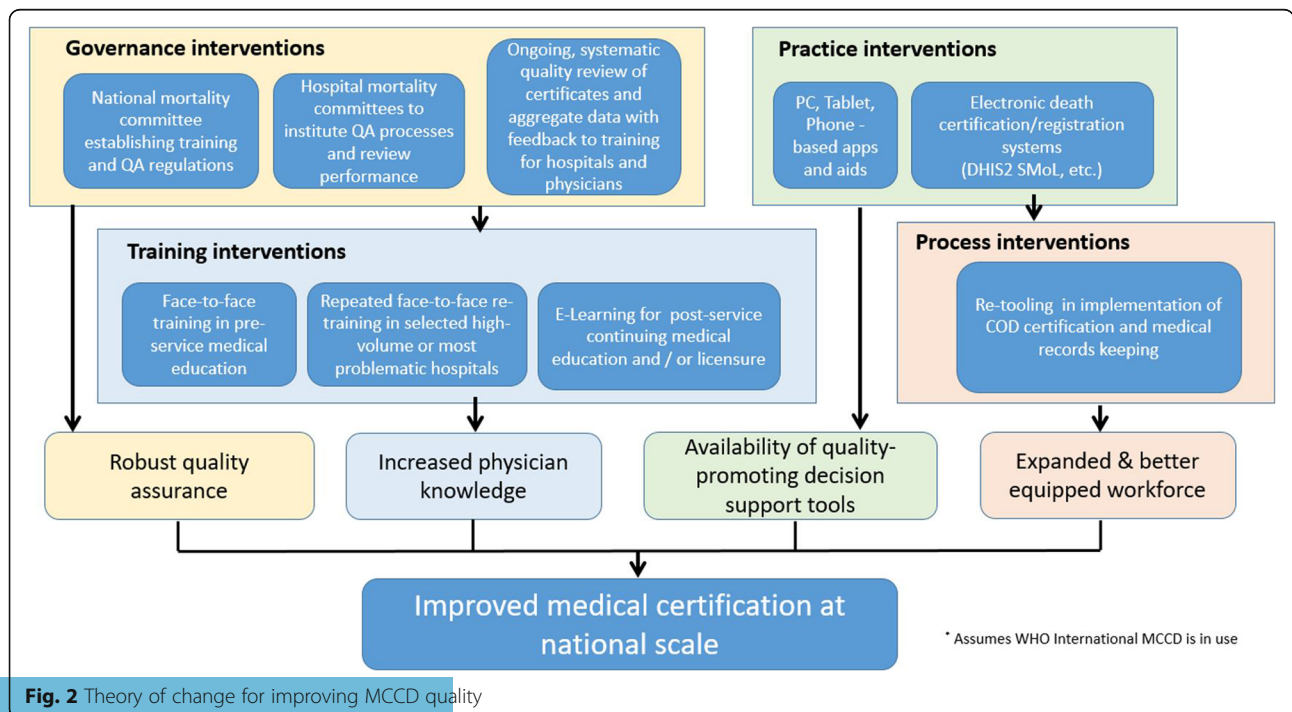 Governance interventions
National mortality
committee
establishing training
and QA regulations
Hospital mortality
committees to
institute QA processes
and review
performance
Ongoing, systematic
quality review of
certificates and
aggregate data with
feedback to training
for hospitals and
physicians
Practice interventions
PC, Tablet,
Phone -
based apps
and aids
Electronic death
certification/registration
systems
(DHIS2 SMoL, etc.)
Training interventions
Face-to-face
training in pre-
service medical
education
Repeated face-to-face re-
training in selected high-
volume or most
problematic hospitals
E-Learning for post-service
continuing medical
education and / or licensure
Process interventions
Re-tooling in implementation of
COD certification and medical
records keeping
Robust quality
assurance
Increased physician
knowledge
Availability of quality-
promoting decision
support tools
Expanded & better
equipped workforce
Improved medical certification at
national scale
* Assumes WHO International MCCD is in use
Fig. 2 Theory of change for improving MCCD quality